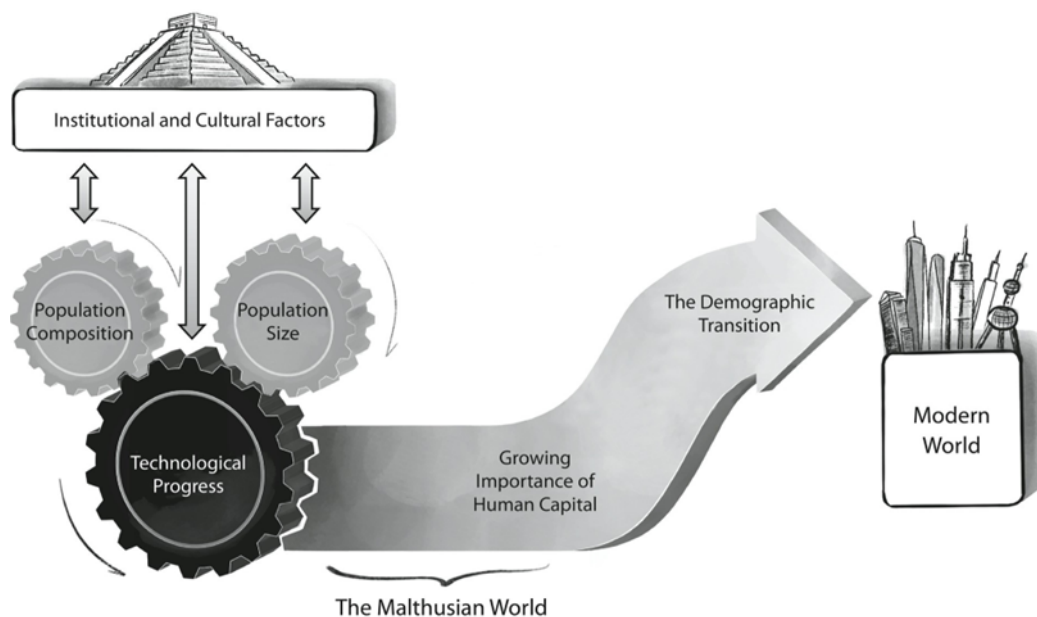 Institutional and Cultural Factors
Population
Composition
Population
Size
Technological
Progress
The Demographic
Transition
Growing
Importance of
Human Capital
Modern
World
The Malthusian World